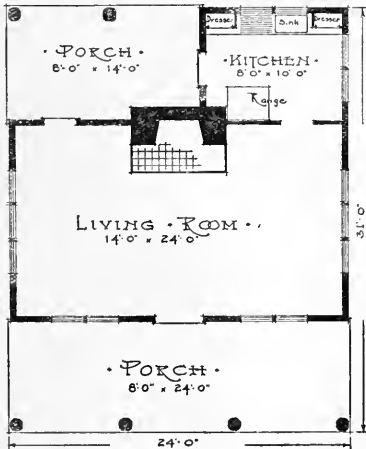 Dresser
Sink
Dresser
· PORCH ·
8'-0" x 14'-0"
· KITCHEN ·
8'-0" x 10'-0"
Range
LIVING · ROOM ·
14'-0" x 24'-0"
31'-0"
· PORCH ·
8'-0" x 24'-0"
24'-0"